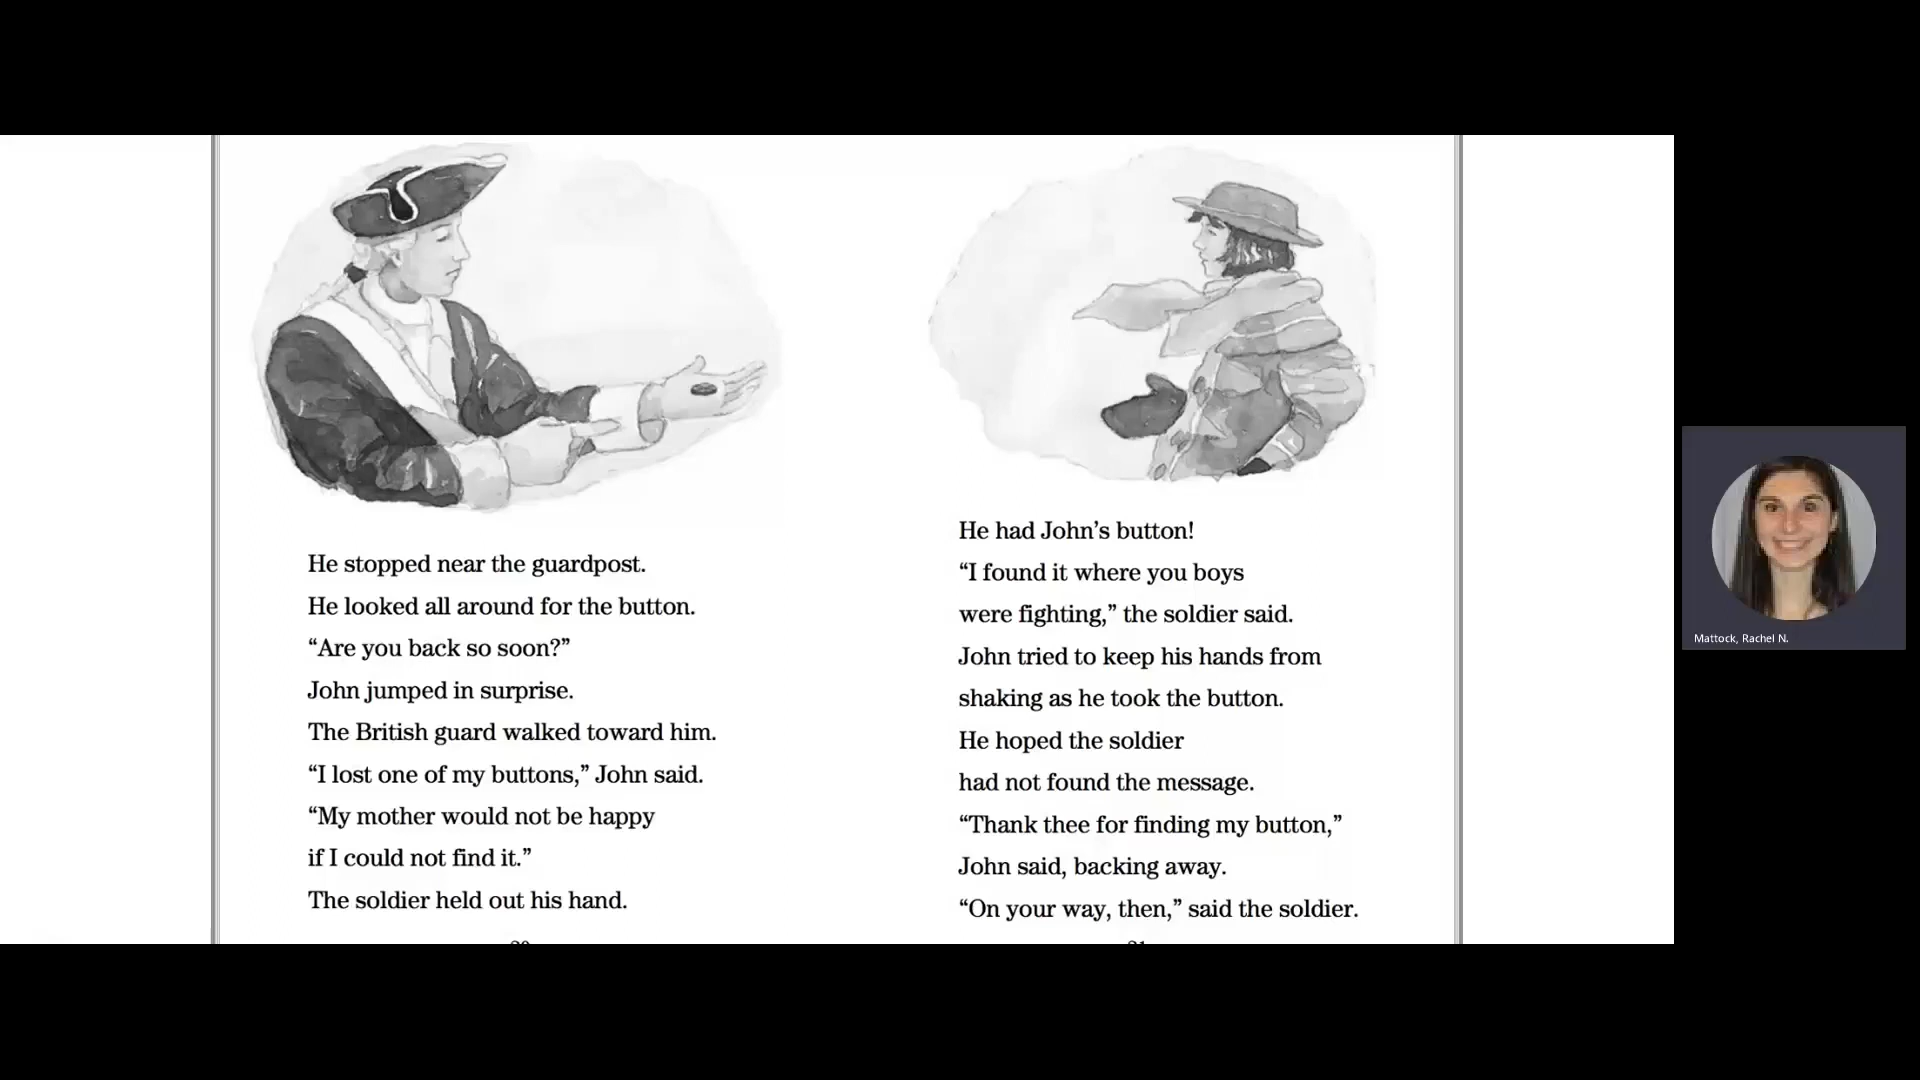 He stopped near the guardpost.
He looked all around for the button.
“Are you back so soon?”
John jumped in surprise.
The British guard walked toward him.
“I lost one of my buttons,” John said.
“My mother would not be happy
if I could not find it.”
The soldier held out his hand.
He had John’s button!
“I found it where you boys
were fighting,” the soldier said.
John tried to keep his hands from
shaking as he took the button.
He hoped the soldier
had not found the message.
“Thank thee for finding my button,”
John said, backing away.
“On your way, then,” said the soldier.
Mattock, Rachel N.